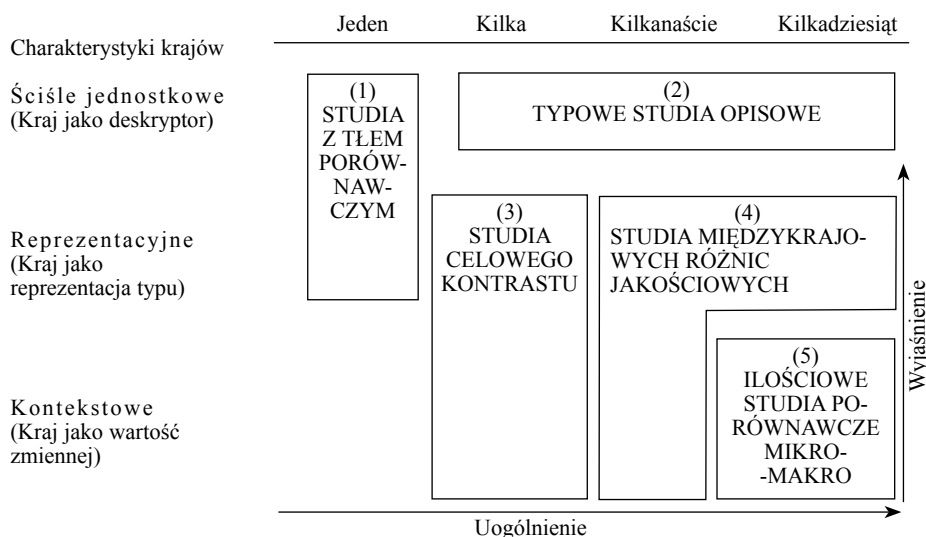 Jeden Kilka Kilkanaście Kilkadziesiąt
Charakterystyki krajów
Ściśle jednostkowe
(Kraj jako deskryptor)
(1)
STUDIA
Z TŁEM
PORÓW-
NAW-
CZYM
(2)
TYPOWE STUDIA OPISOWE
Reprezentacyjne
(Kraj jako
reprezentacja typu)
(3)
STUDIA
CELOWEGO
KONTRASTU
(4)
STUDIA MIĘDZYKRAJO-
WYCH RÓŻNIC
JAKOŚCIOWYCH
Kontekstowe
(Kraj jako wartość
zmiennej)
(5)
ILOŚCIOWE
STUDIA PO-
RÓWNAWCZE
MIKRO-
-MAKRO
Wyjaśnienie
Uogólnienie